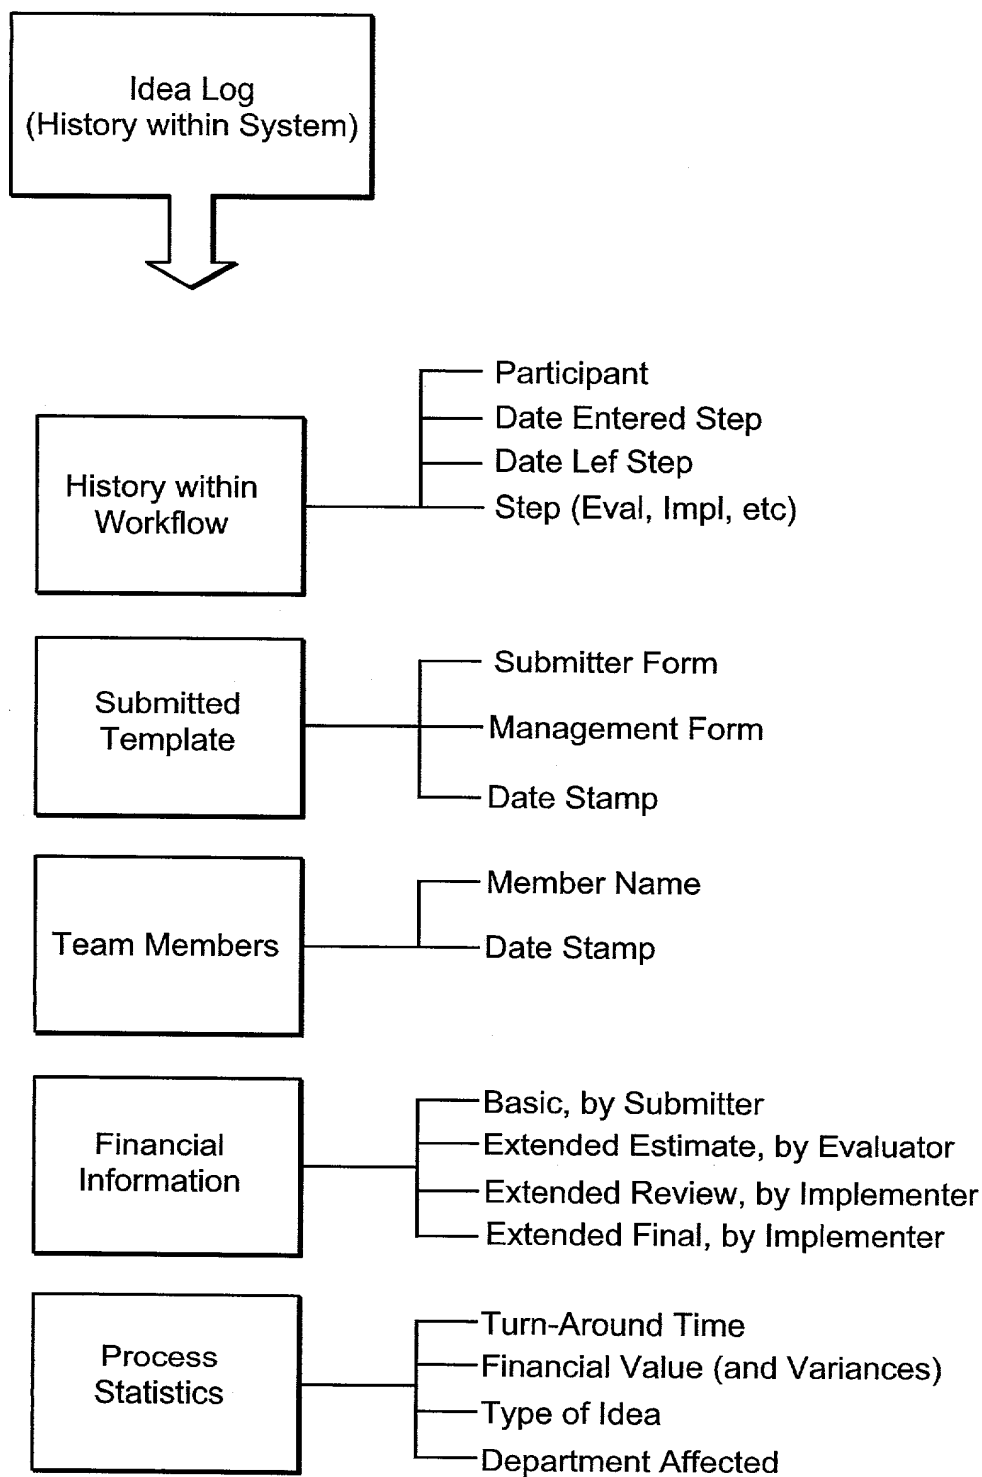 Idea Log
(History within System)
Participant
Date Entered Step
Date Lef Step
Step (Eval, Impl, etc)
History within
Workflow
Submitter Form
Management Form
Date Stamp
Submitted
Template
Member Name
Date Stamp
Team Members
Basic, by Submitter
Extended Estimate, by Evaluator
Extended Review, by Implementer
Extended Final, by Implementer
Financial
Information
Turn-Around Time
Financial Value (and Variances)
Type of Idea
Department Affected
Process
Statistics